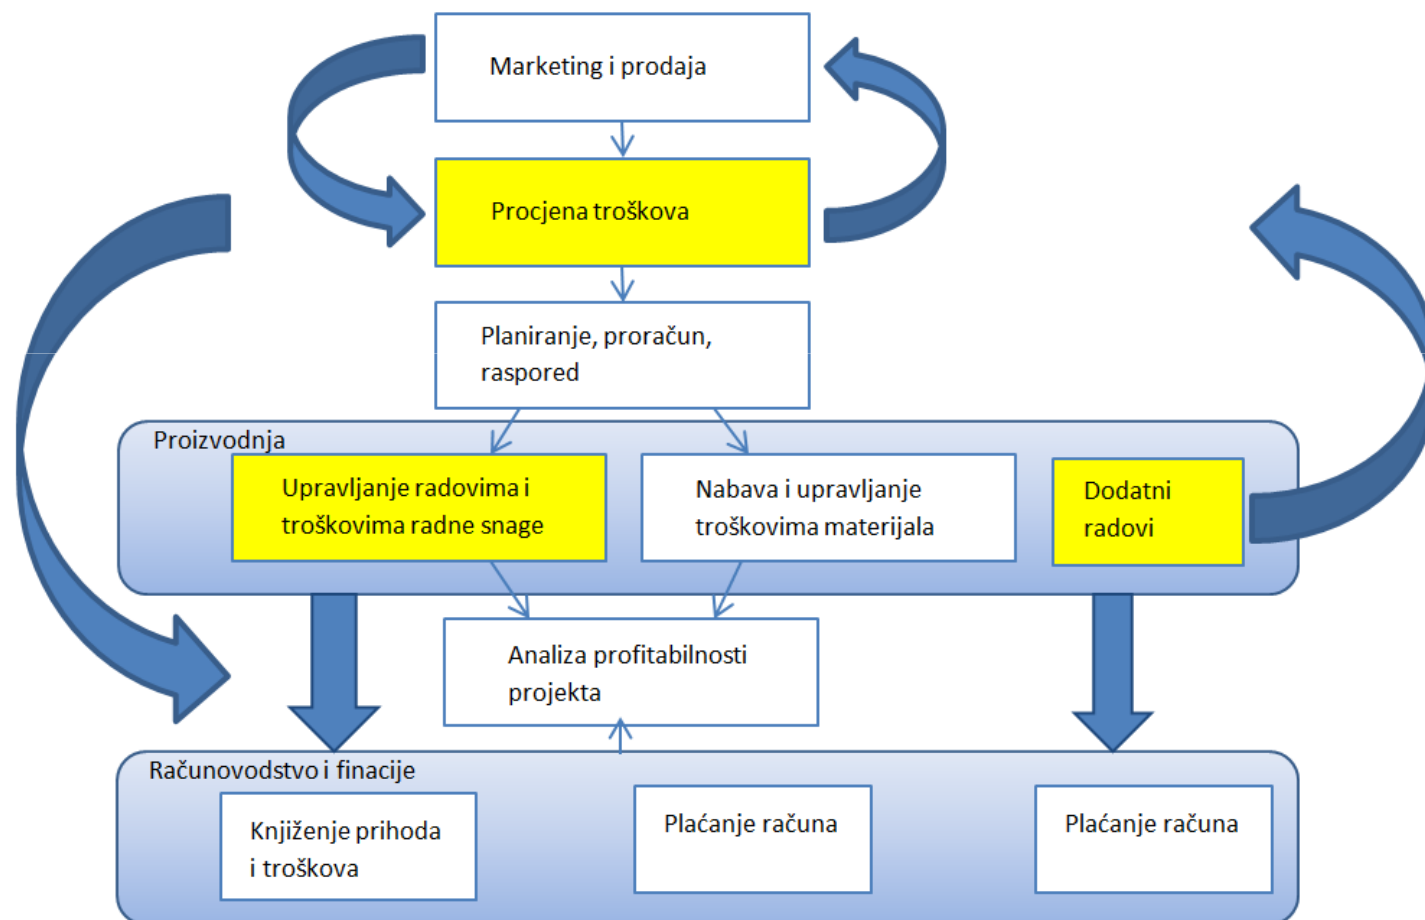 Marketing i prodaja
Procjena troškova
Planiranje, proračun,
raspored
Proizvodnja
Upravljanje radovima i
troškovima radne snage
Nabava i upravljanje
troškovima materijala
Dodatni
radovi
Analiza profitabilnosti
projekta
Računovodstvo i finacije
Knjiženje prihoda
i troškova
Plaćanje računa
Plaćanje računa